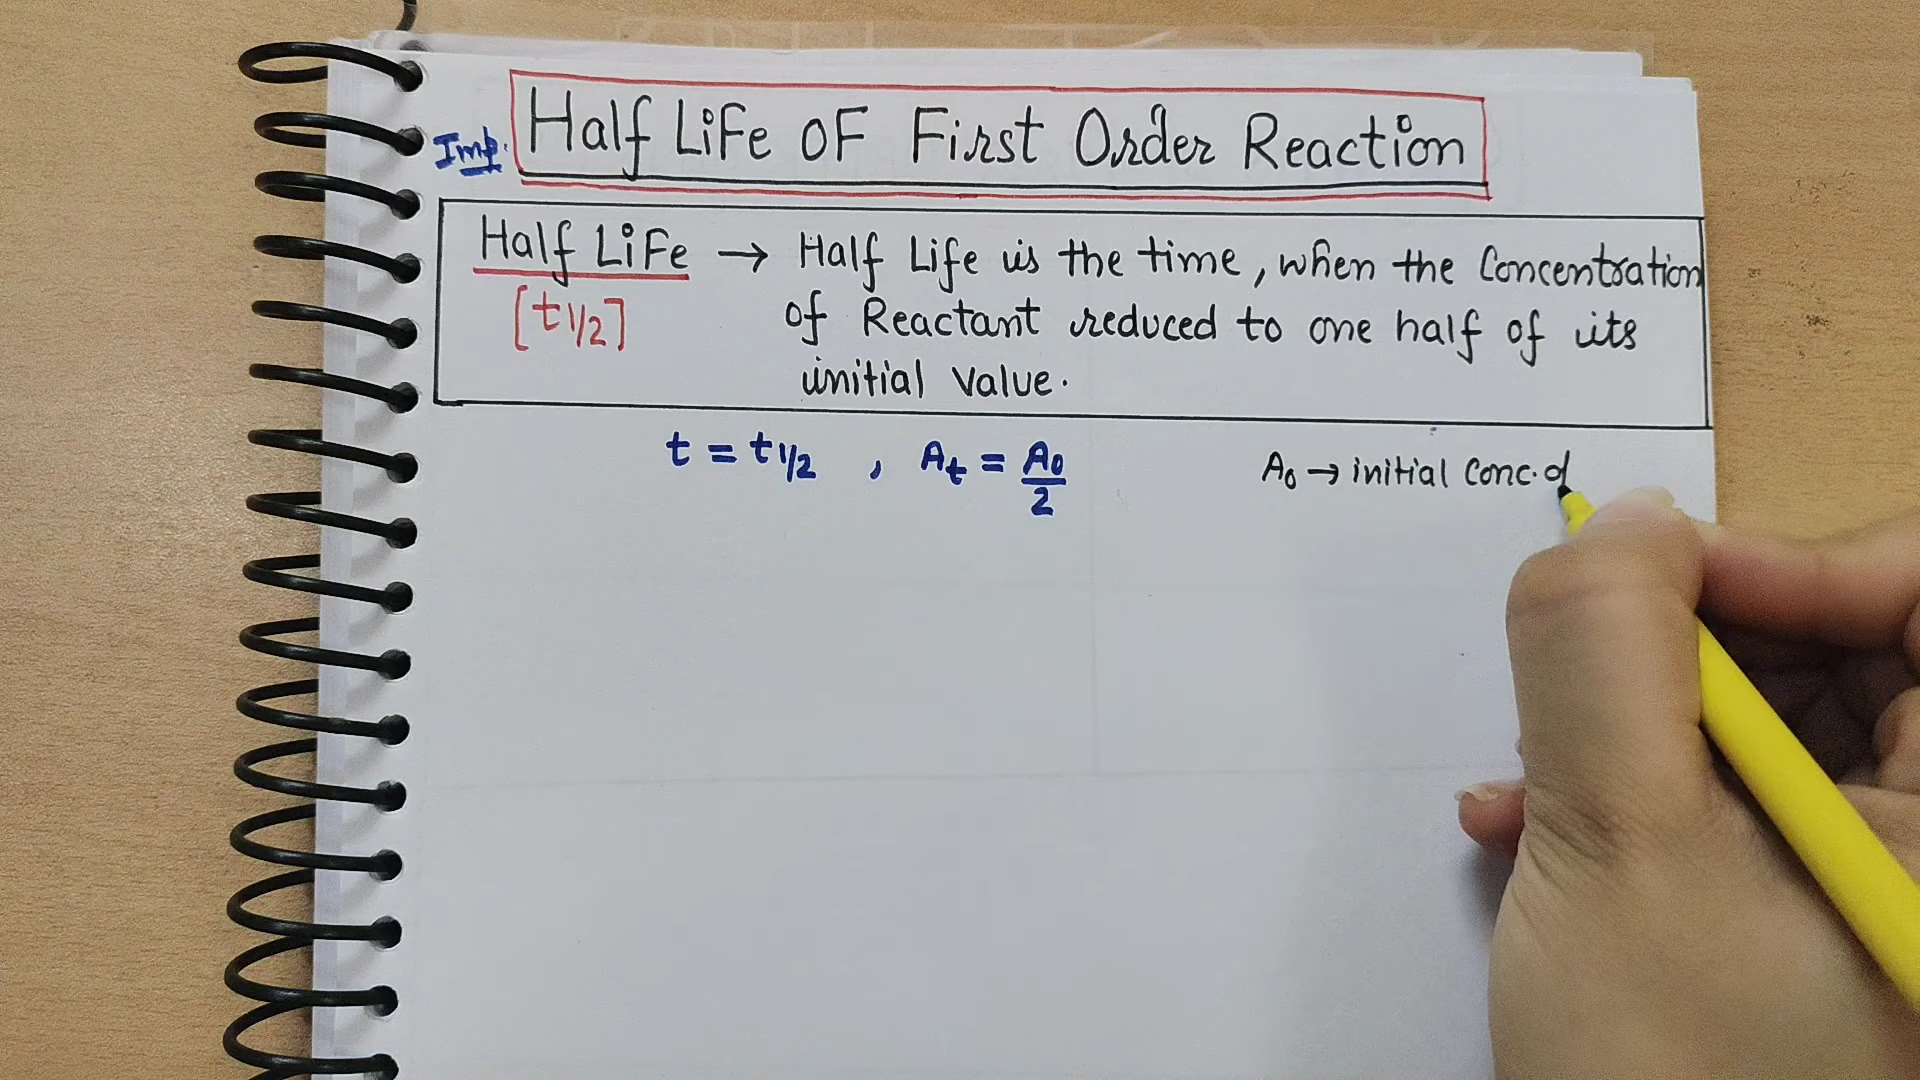 Half Life of First Order Reaction
Imp.
Half Life → Half Life is the time, when the Concentration
[t1/2] of Reactant reduced to one half of its
initial value.
t = t1/2 , At = A0/2
A0 → initial Conc. o